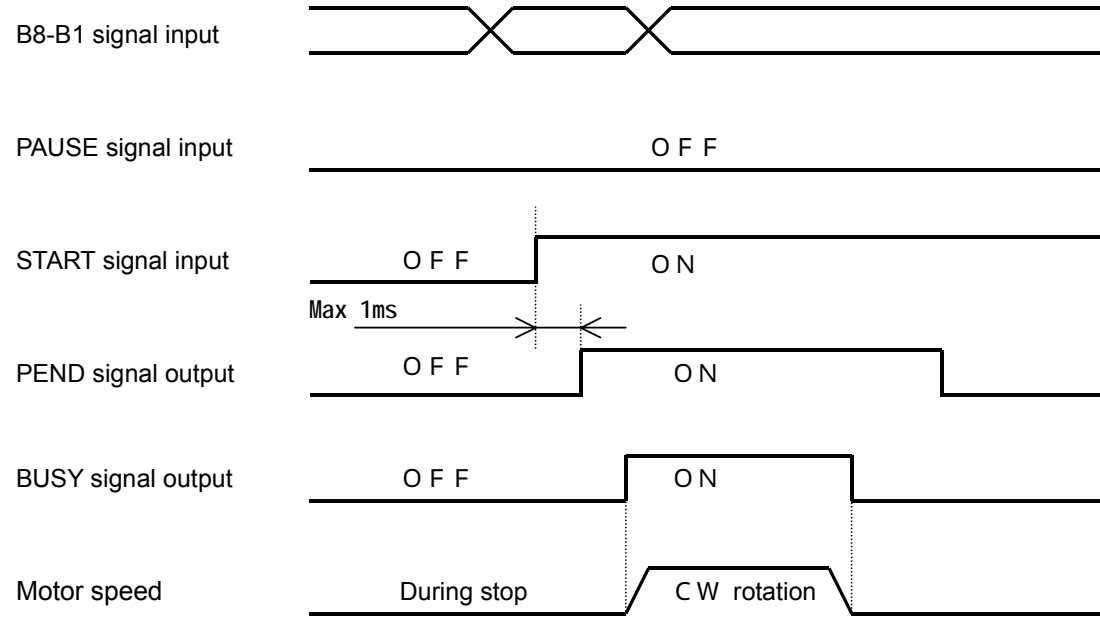 B8-B1 signal input
PAUSE signal input OFF
START signal input OFF ON
Max 1ms
PEND signal output OFF ON
BUSY signal output OFF ON
Motor speed During stop CW rotation